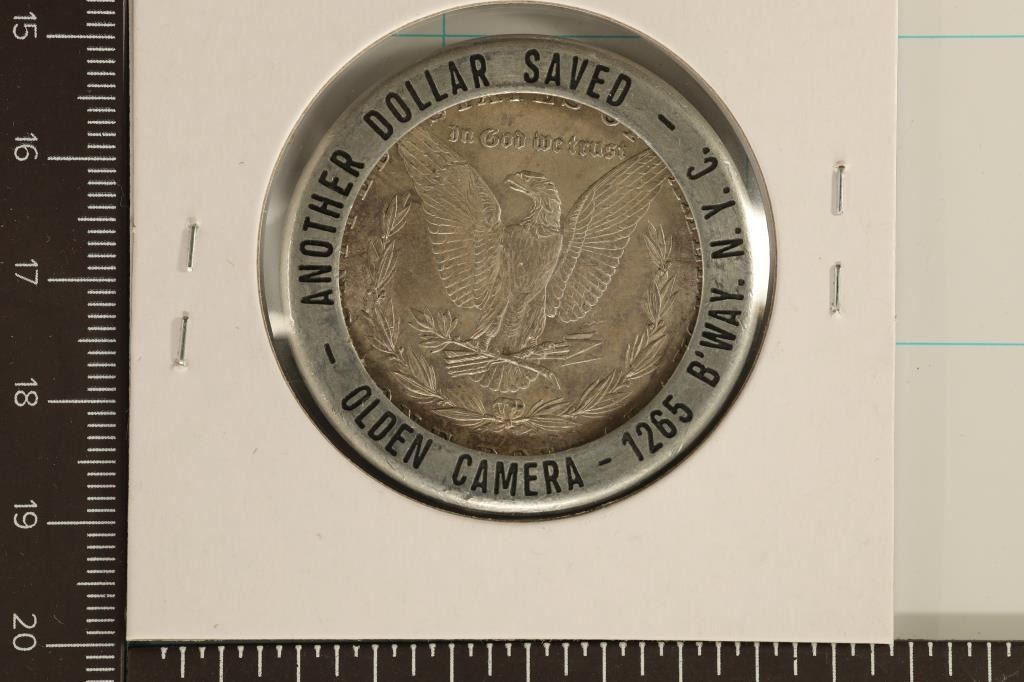 ANOTHER DOLLAR SAVED -
OLDEN CAMERA - 1265 B'WAY. N.Y.C. -
In God we trust
15
16
17
18
19
20